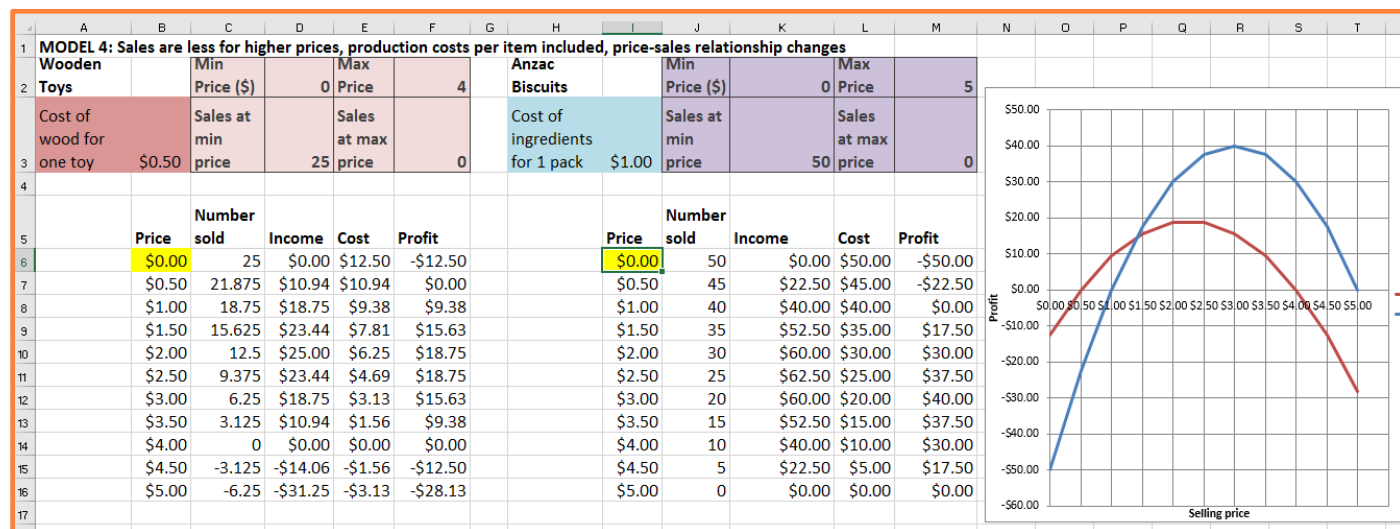 A B C D E F G H I J K L M N O P Q R S T
1 MODEL 4: Sales are less for higher prices, production costs per item included, price-sales relationship changes
Wooden Min Max Anzac Min Max
2 Toys Price ($) 0 Price 4 Biscuits Price ($) 0 Price 5
Cost of Sales at Sales Cost of Sales at Sales
wood for min at max ingredients min at max
3 one toy $0.50 price 25 price 0 for 1 pack $1.00 price 50 price 0
4
Number Number
5 Price sold Income Cost Profit Price sold Income Cost Profit
6 $0.00 25 $0.00 $12.50 -$12.50 $0.00 50 $0.00 $50.00 -$50.00
7 $0.50 21.875 $10.94 $10.94 $0.00 $0.50 45 $22.50 $45.00 -$22.50
8 $1.00 18.75 $18.75 $9.38 $9.38 $1.00 40 $40.00 $40.00 $0.00
9 $1.50 15.625 $23.44 $7.81 $15.63 $1.50 35 $52.50 $35.00 $17.50
10 $2.00 12.5 $25.00 $6.25 $18.75 $2.00 30 $60.00 $30.00 $30.00
11 $2.50 9.375 $23.44 $4.69 $18.75 $2.50 25 $62.50 $25.00 $37.50
12 $3.00 6.25 $18.75 $3.13 $15.63 $3.00 20 $60.00 $20.00 $40.00
13 $3.50 3.125 $10.94 $1.56 $9.38 $3.50 15 $52.50 $15.00 $37.50
14 $4.00 0 $0.00 $0.00 $0.00 $4.00 10 $40.00 $10.00 $30.00
15 $4.50 -3.125 -$14.06 -$1.56 -$12.50 $4.50 5 $22.50 $5.00 $17.50
16 $5.00 -6.25 -$31.25 -$3.13 -$28.13 $5.00 0 $0.00 $0.00 $0.00
17
$50.00
$40.00
$30.00
$20.00
$10.00
$0.00
-$10.00
-$20.00
-$30.00
-$40.00
-$50.00
-$60.00
Profit
$0.00 $0.50 $1.00 $1.50 $2.00 $2.50 $3.00 $3.50 $4.00 $4.50 $5.00
Selling price